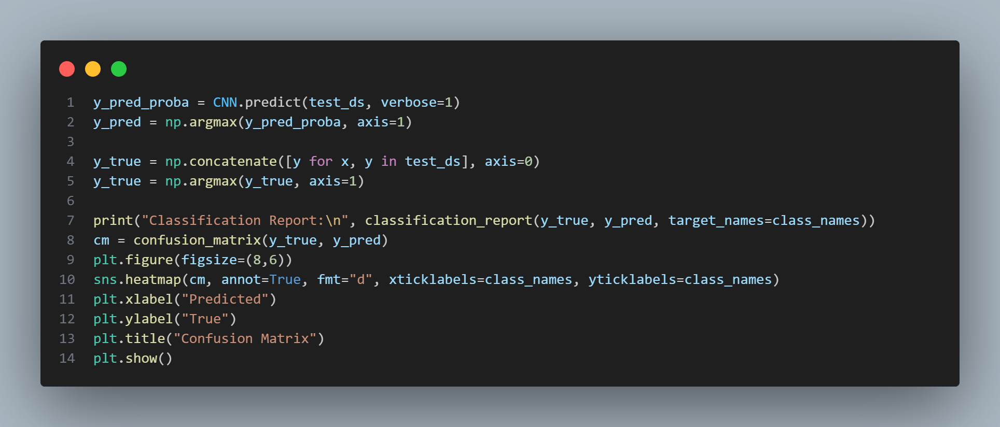 1 y_pred_proba = CNN.predict(test_ds, verbose=1)
2 y_pred = np.argmax(y_pred_proba, axis=1)
3
4 y_true = np.concatenate([y for x, y in test_ds], axis=0)
5 y_true = np.argmax(y_true, axis=1)
6
7 print("Classification Report:\n", classification_report(y_true, y_pred, target_names=class_names))
8 cm = confusion_matrix(y_true, y_pred)
9 plt.figure(figsize=(8,6))
10 sns.heatmap(cm, annot=True, fmt="d", xticklabels=class_names, yticklabels=class_names)
11 plt.xlabel("Predicted")
12 plt.ylabel("True")
13 plt.title("Confusion Matrix")
14 plt.show()